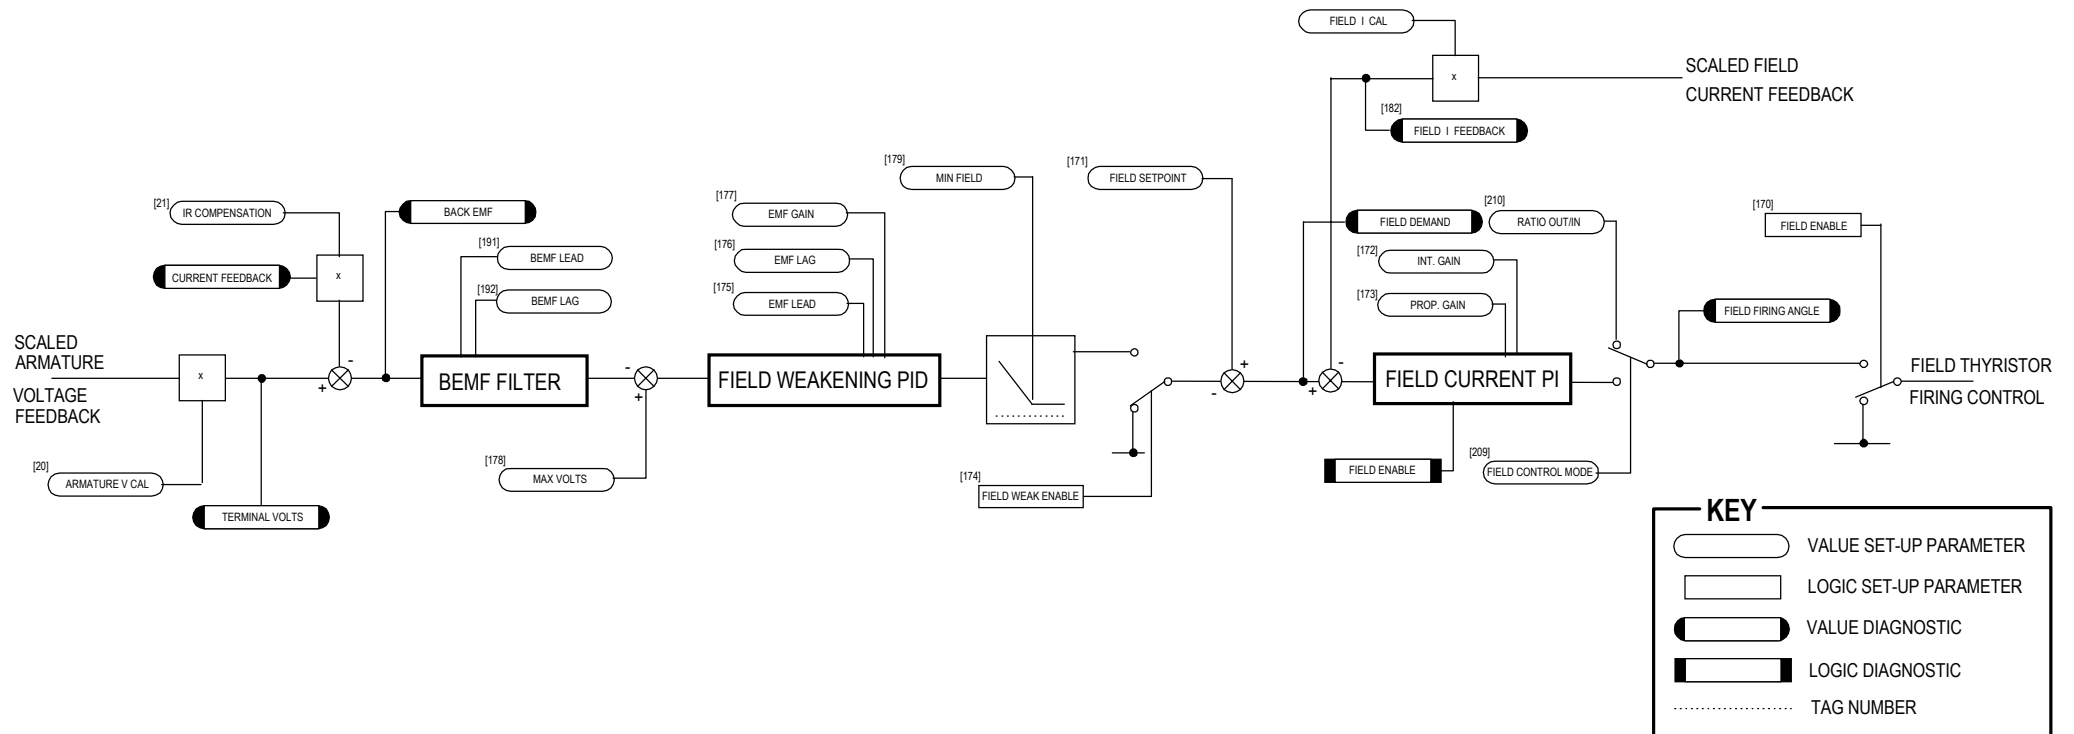 FIELD I CAL
x
SCALED FIELD
CURRENT FEEDBACK
[182]
FIELD I FEEDBACK
[179]
MIN FIELD
[171]
FIELD SETPOINT
[21]
IR COMPENSATION
BACK EMF
[177]
EMF GAIN
FIELD DEMAND
[210]
RATIO OUT/IN
[170]
FIELD ENABLE
[191]
BEMF LEAD
[176]
EMF LAG
[172]
INT. GAIN
CURRENT FEEDBACK
x
[192]
BEMF LAG
[175]
EMF LEAD
[173]
PROP. GAIN
FIELD FIRING ANGLE
SCALED
ARMATURE
VOLTAGE
FEEDBACK
x
-
+
BEMF FILTER
-
+
FIELD WEAKENING PID
+
-
-
+
FIELD CURRENT PI
FIELD THYRISTOR
FIRING CONTROL
[20]
ARMATURE V CAL
TERMINAL VOLTS
[178]
MAX VOLTS
[174]
FIELD WEAK ENABLE
FIELD ENABLE
[209]
FIELD CONTROL MODE
KEY
VALUE SET-UP PARAMETER
LOGIC SET-UP PARAMETER
VALUE DIAGNOSTIC
LOGIC DIAGNOSTIC
TAG NUMBER